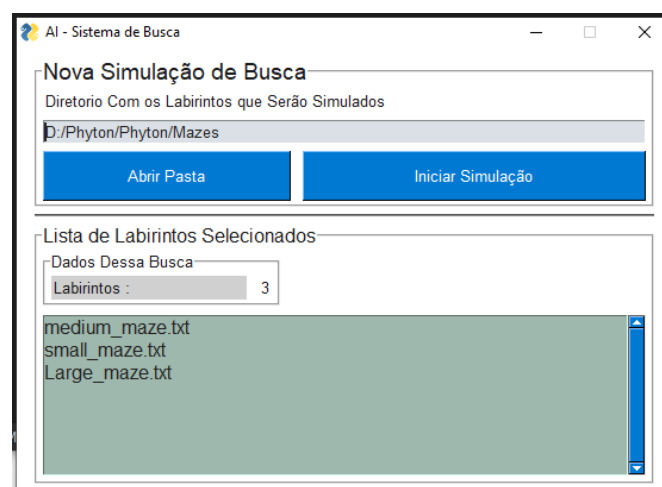 AI - Sistema de Busca
Nova Simulação de Busca
Diretorio Com os Labirintos que Serão Simulados
D:/Phyton/Phyton/Mazes
Abrir Pasta Iniciar Simulação
Lista de Labirintos Selecionados
Dados Dessa Busca
Labirintos : 3
medium_maze.txt
small_maze.txt
Large_maze.txt